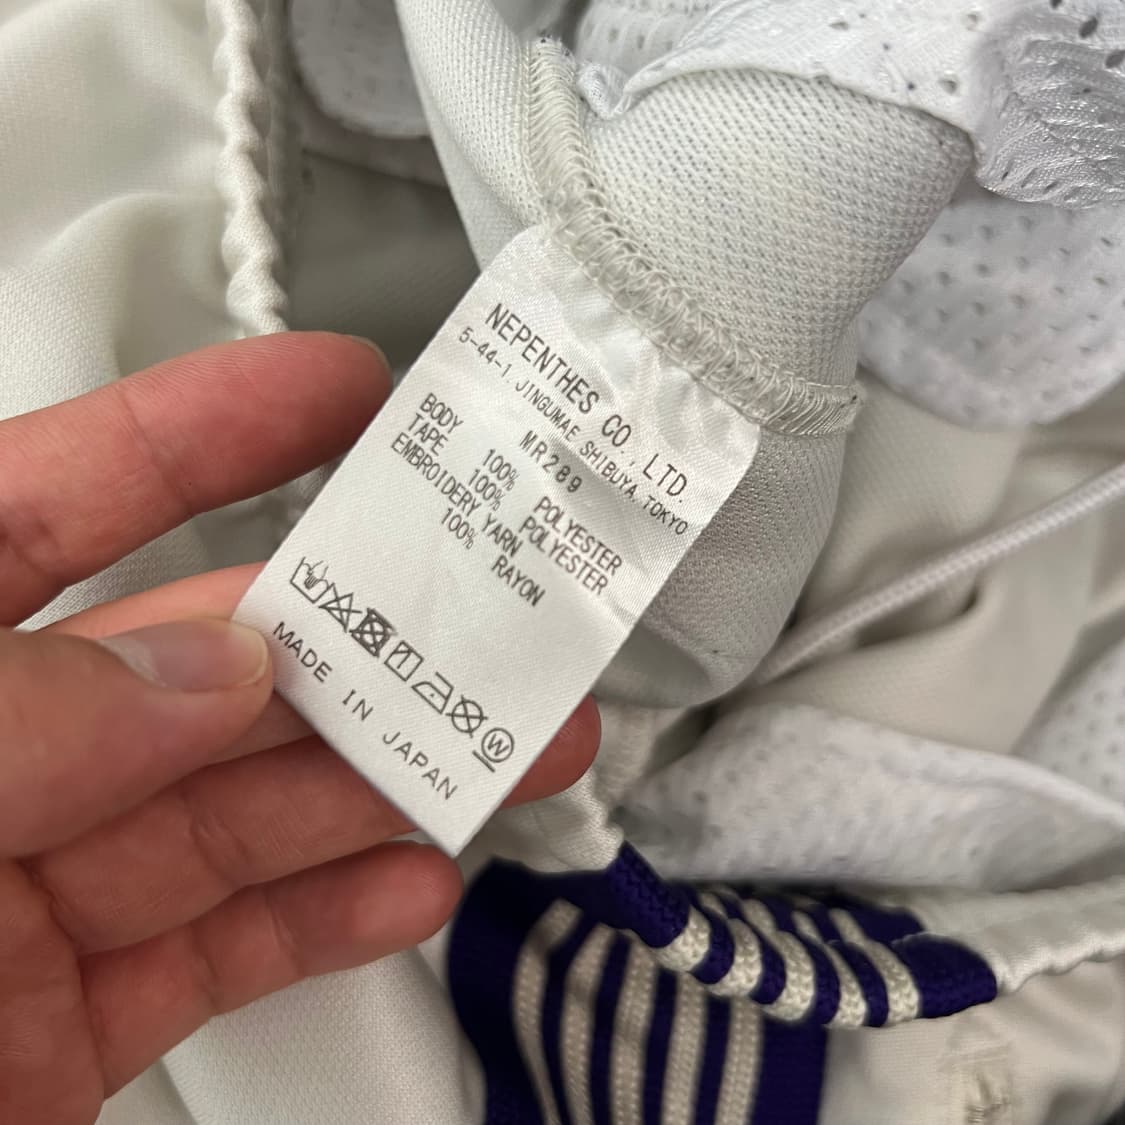 NEPENTHES CO., LTD.
5-44-1, JINGUMAE SHIBUYA, TOKYO
MR289
BODY 100% POLYESTER
TAPE 100% POLYESTER
EMBROIDERY YARN
100% RAYON
W
MADE IN JAPAN